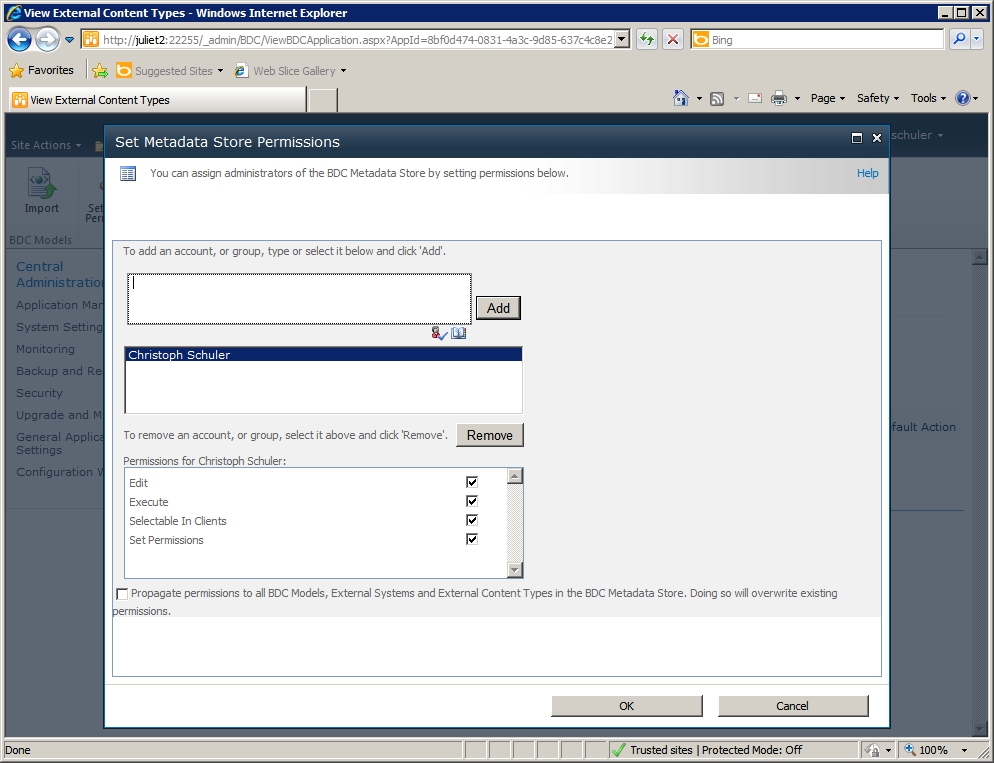 View External Content Types - Windows Internet Explorer
http://juliet2:22255/_admin/BDC/ViewBDCApplication.aspx?AppId=8bf0d474-0831-4a3c-9d85-637c4c8e2
Bing
Favorites
Suggested Sites
Web Slice Gallery
View External Content Types
Page
Safety
Tools
Site Actions
schuler
Set Metadata Store Permissions
You can assign administrators of the BDC Metadata Store by setting permissions below.
Help
Import
Set
Per
BDC Models
Central
Administratio
Application Man
System Setting
Monitoring
Backup and Re
Security
Upgrade and M
General Applica
Settings
Configuration W
To add an account, or group, type or select it below and click 'Add'.
Add
Christoph Schuler
To remove an account, or group, select it above and click 'Remove'.
Remove
Permissions for Christoph Schuler:
Edit
Execute
Selectable In Clients
Set Permissions
Propagate permissions to all BDC Models, External Systems and External Content Types in the BDC Metadata Store. Doing so will overwrite existing
permissions.
fault Action
OK
Cancel
Done
Trusted sites | Protected Mode: Off
100%